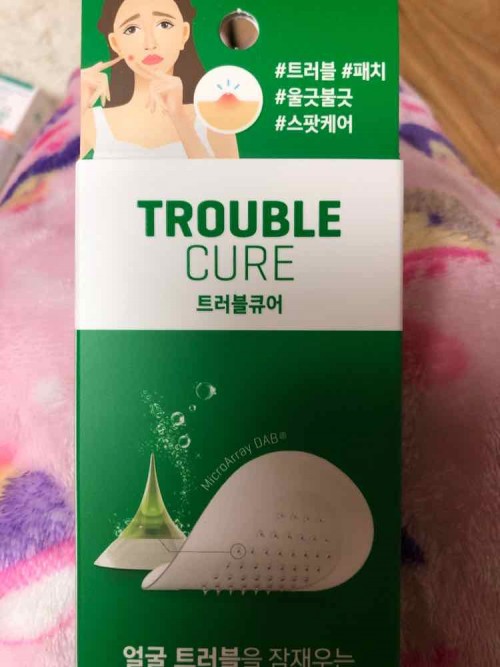 #트러블 #패치
#울긋불긋
#스팟케어
TROUBLE
CURE
트러블큐어
MicroArray DAB®
얼굴 트러블을 잠재우는